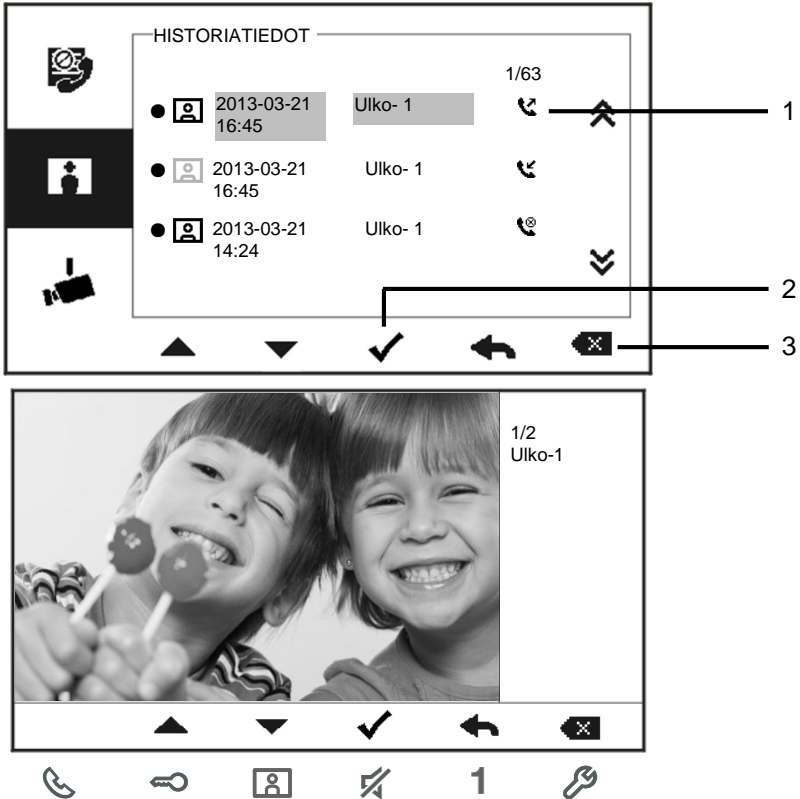 HISTORIATIEDOT
1/63
2013-03-21 Ulko- 1
16:45
1
2013-03-21 Ulko- 1
16:45
2013-03-21 Ulko- 1
14:24
2
3
1/2
Ulko-1
1